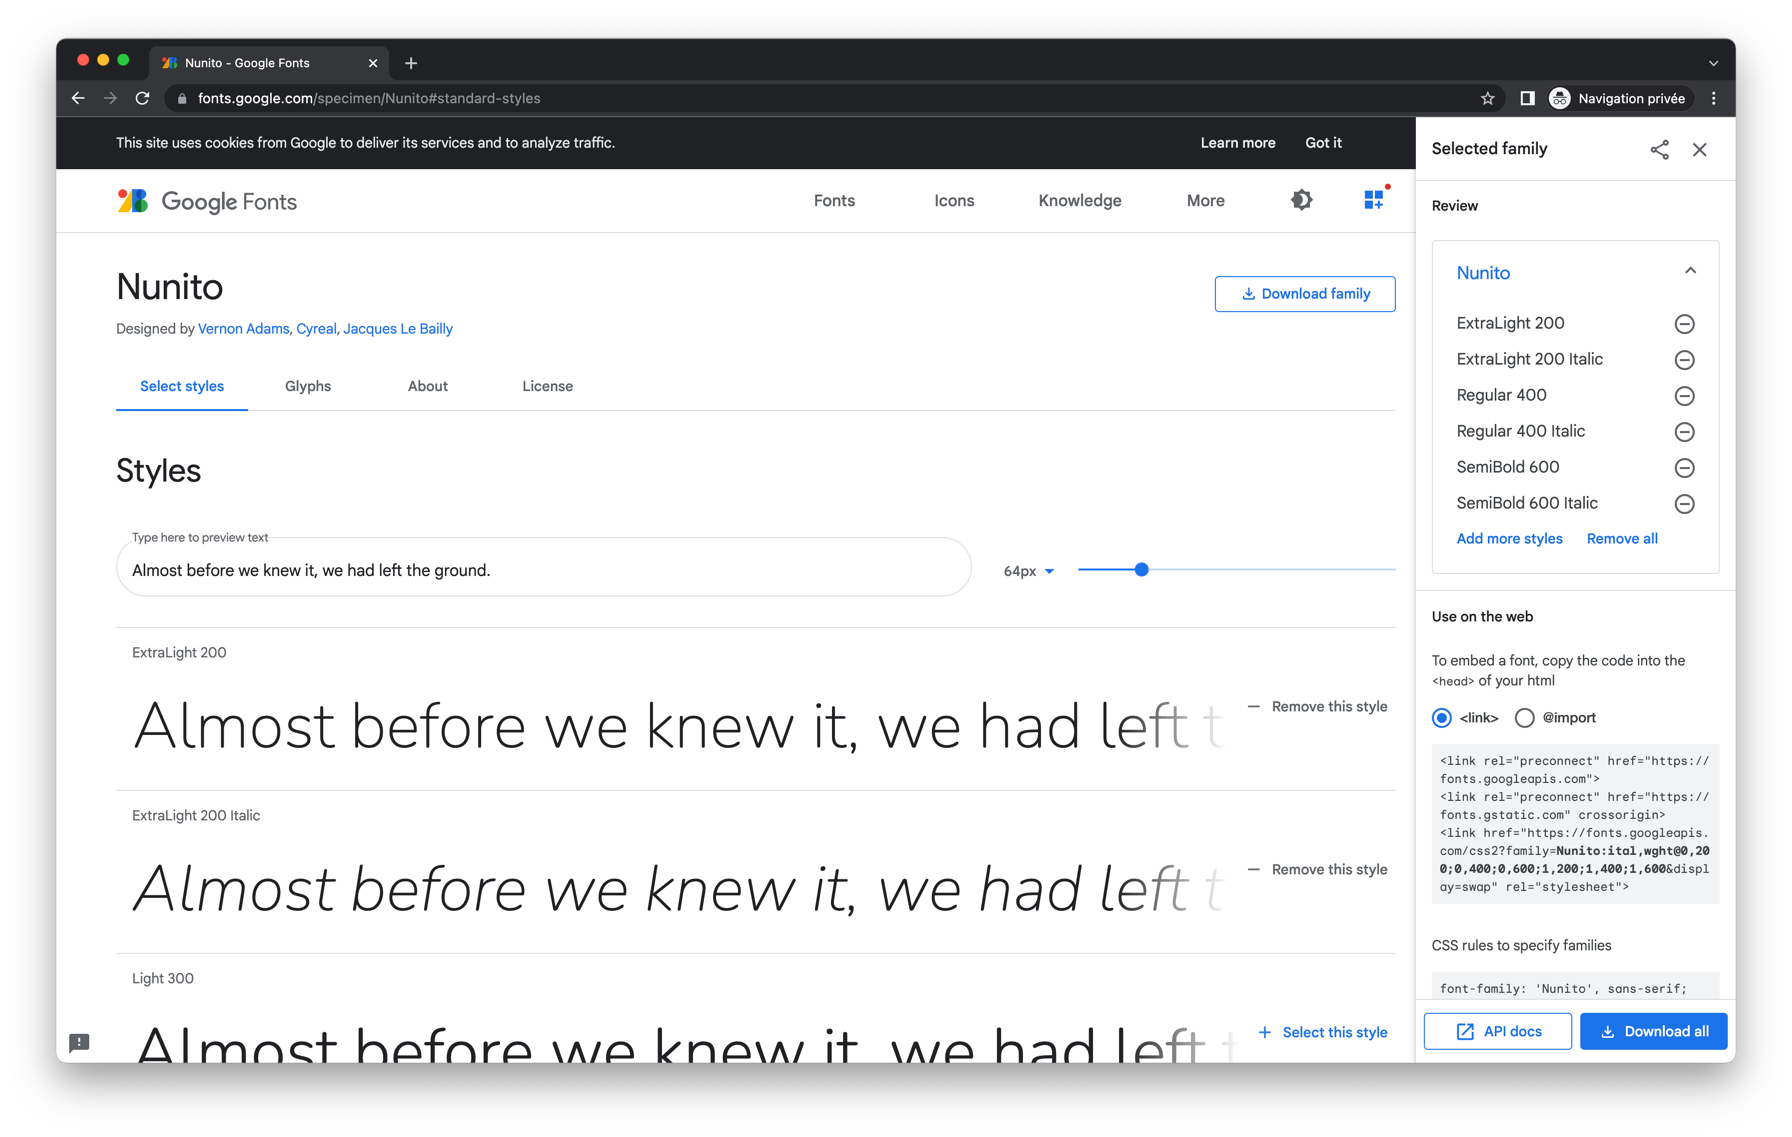 Nunito - Google Fonts
fonts.google.com/specimen/Nunito#standard-styles
Navigation privée
This site uses cookies from Google to deliver its services and to analyze traffic.
Learn more
Got it
Google Fonts
Fonts
Icons
Knowledge
More
Nunito
Download family
Designed by Vernon Adams, Cyreal, Jacques Le Bailly
Select styles
Glyphs
About
License
Styles
Type here to preview text
Almost before we knew it, we had left the ground.
64px
ExtraLight 200
Almost before we knew it, we had left t
Remove this style
ExtraLight 200 Italic
Almost before we knew it, we had left t
Remove this style
Light 300
Almost before we knew it, we had left t
Select this style
Selected family
Review
Nunito
ExtraLight 200
ExtraLight 200 Italic
Regular 400
Regular 400 Italic
SemiBold 600
SemiBold 600 Italic
Add more styles
Remove all
Use on the web
To embed a font, copy the code into the
<head> of your html
<link>
@import
<link rel="preconnect" href="https://
fonts.googleapis.com">
<link rel="preconnect" href="https://
fonts.gstatic.com" crossorigin>
<link href="https://fonts.googleapis.
com/css2?family=Nunito:ital,wght@0,20
0;0,400;0,600;1,200;1,400;1,600&displ
ay=swap" rel="stylesheet">
CSS rules to specify families
font-family: 'Nunito', sans-serif;
API docs
Download all